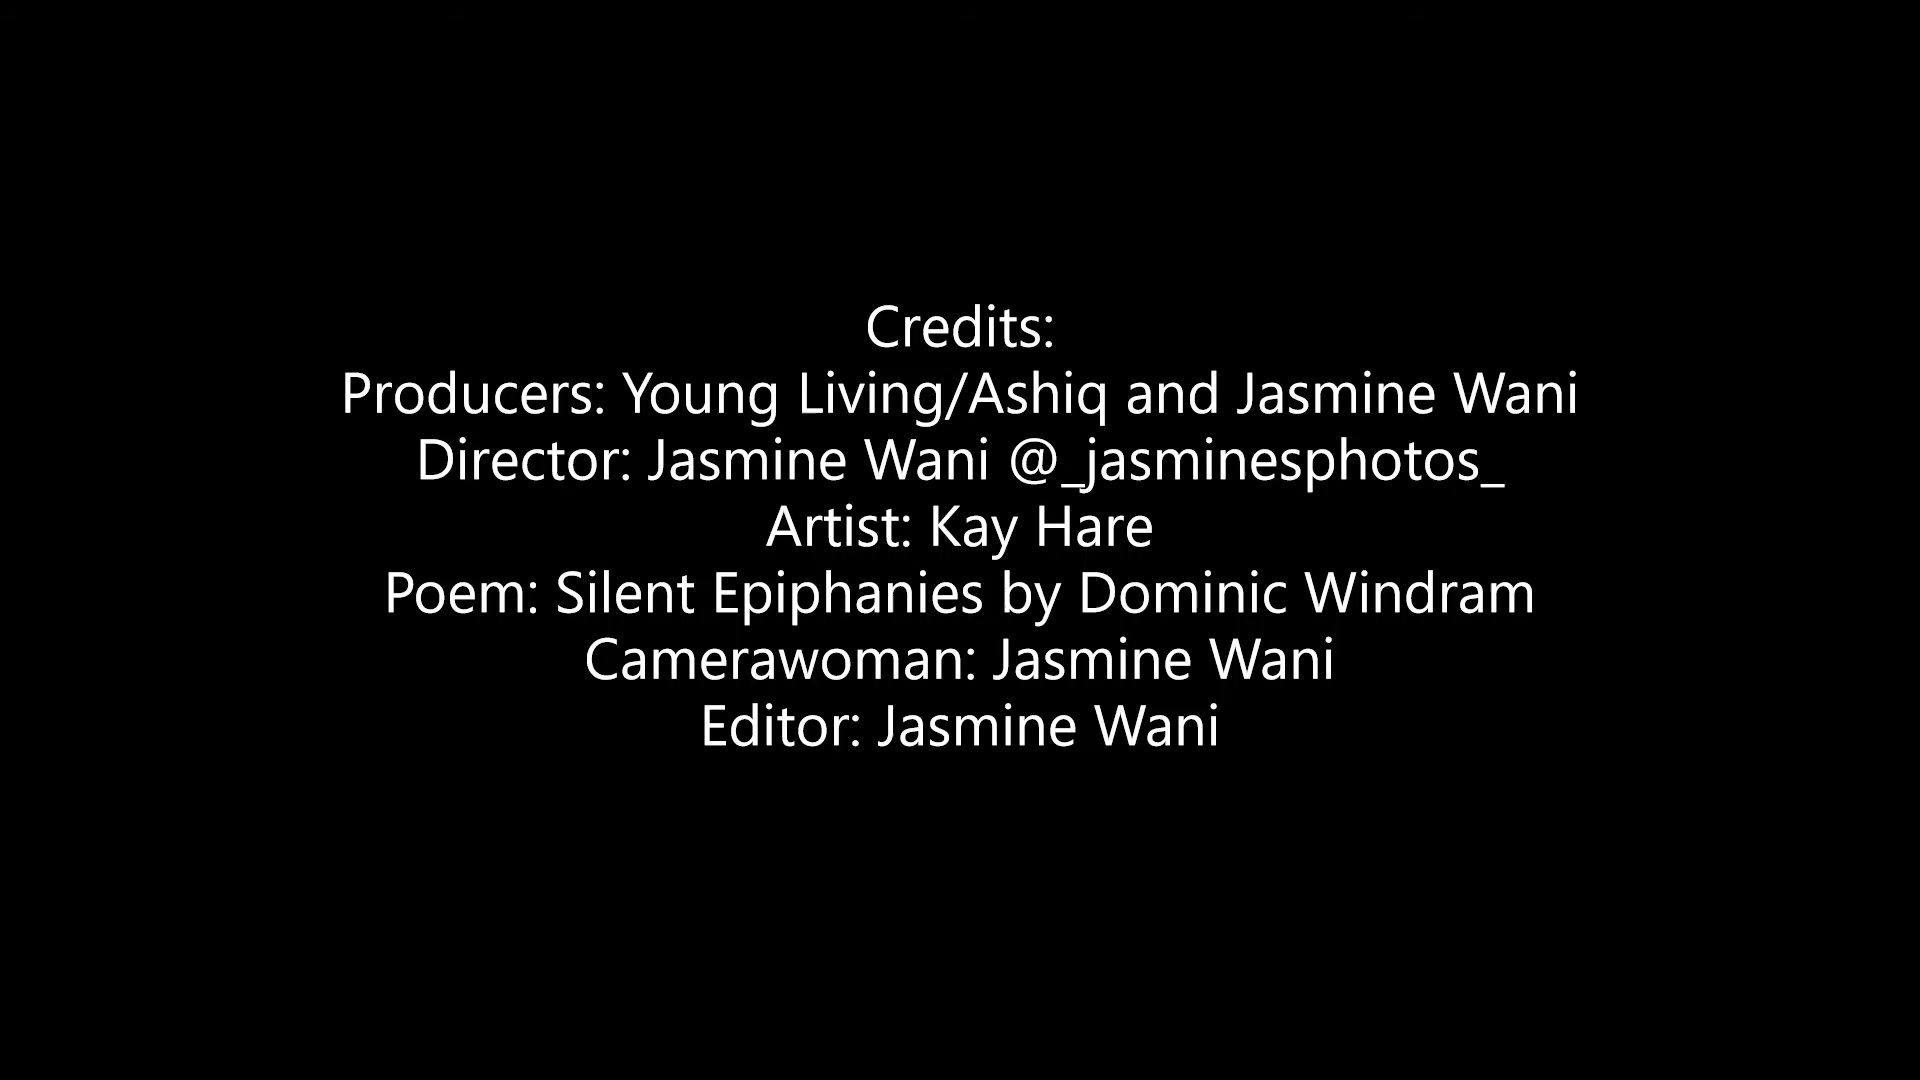 Credits:
Producers: Young Living/Ashiq and Jasmine Wani
Director: Jasmine Wani @_jasminesphotos_
Artist: Kay Hare
Poem: Silent Epiphanies by Dominic Windram
Camerawoman: Jasmine Wani
Editor: Jasmine Wani